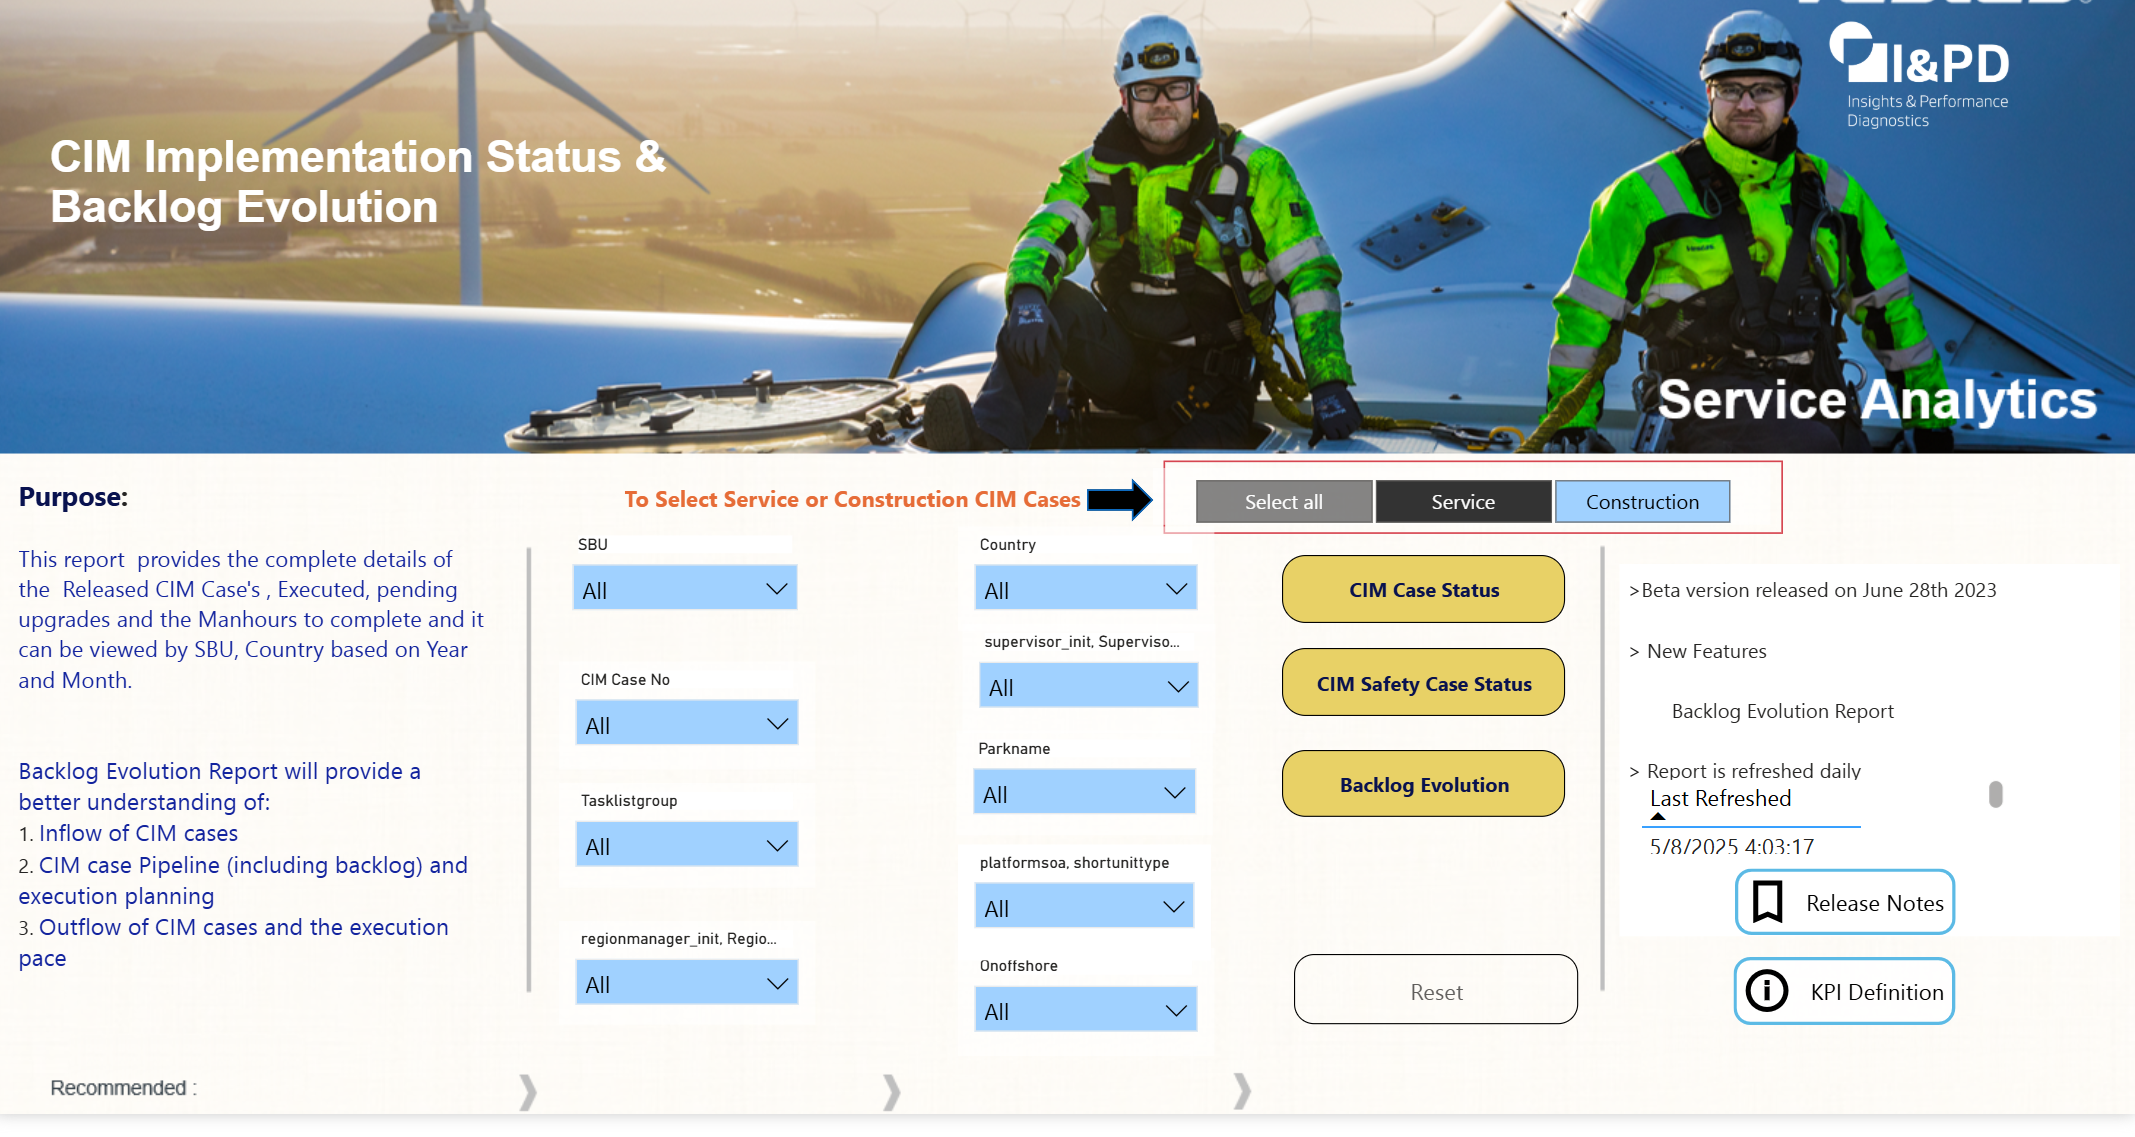 I&PD
Insights & Performance
Diagnostics
CIM Implementation Status &
Backlog Evolution
Service Analytics
Purpose:
To Select Service or Construction CIM Cases
Select all
Service
Construction
This report provides the complete details of
the Released CIM Case's , Executed, pending
upgrades and the Manhours to complete and it
can be viewed by SBU, Country based on Year
and Month.
Backlog Evolution Report will provide a
better understanding of:
1. Inflow of CIM cases
2. CIM case Pipeline (including backlog) and
execution planning
3. Outflow of CIM cases and the execution
pace
SBU
All
CIM Case No
All
Tasklistgroup
All
regionmanager_init, Regio...
All
Country
All
supervisor_init, Superviso...
All
Parkname
All
platformsoa, shortunittype
All
Onoffshore
All
CIM Case Status
CIM Safety Case Status
Backlog Evolution
Reset
>Beta version released on June 28th 2023
> New Features
Backlog Evolution Report
> Report is refreshed daily
Last Refreshed
5/8/2025 4:03:17
Release Notes
KPI Definition
Recommended :